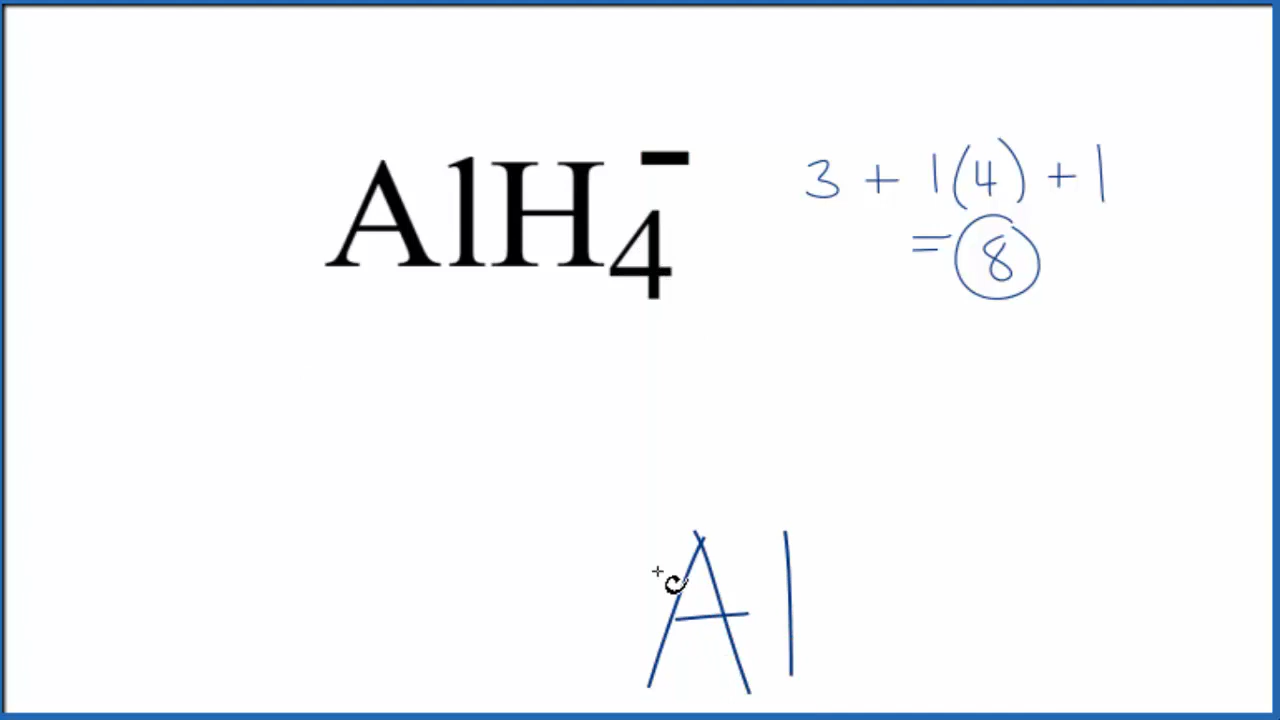 AlH₄⁻
3 + 1(4) + 1
= 8
Al